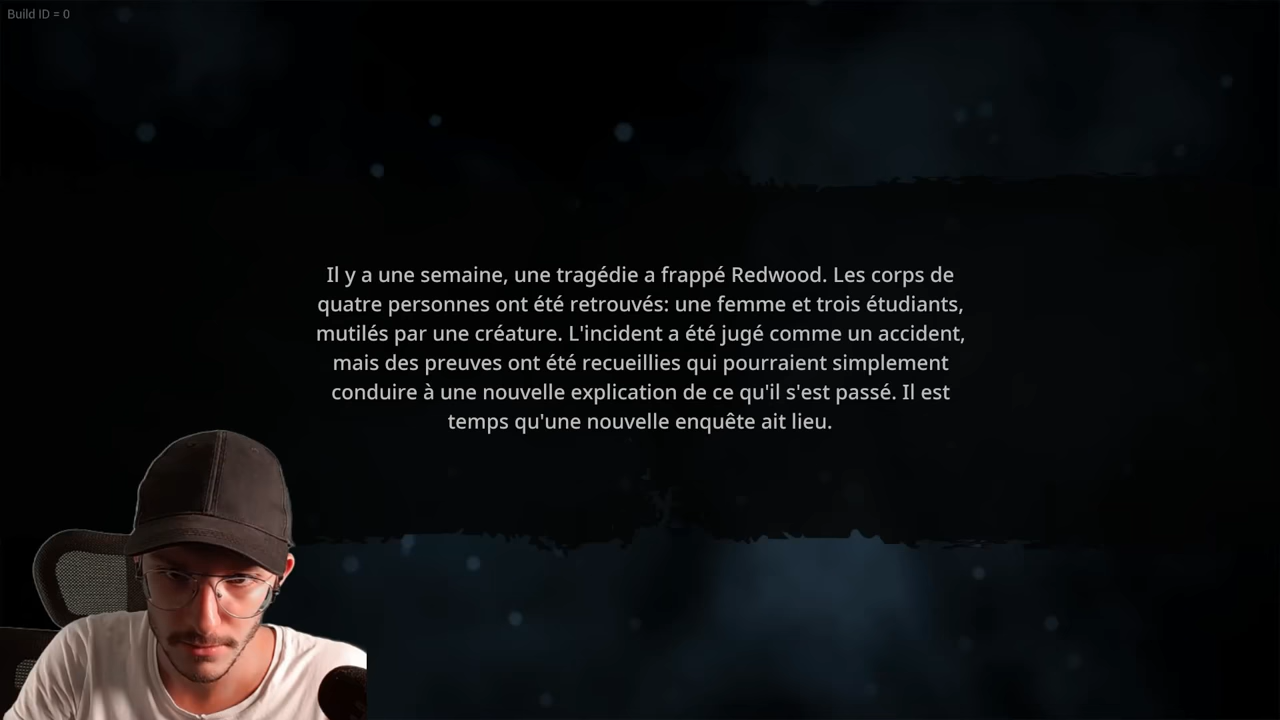 Build ID = 0
Il y a une semaine, une tragédie a frappé Redwood. Les corps de
quatre personnes ont été retrouvés: une femme et trois étudiants,
mutilés par une créature. L'incident a été jugé comme un accident,
mais des preuves ont été recueillies qui pourraient simplement
conduire à une nouvelle explication de ce qu'il s'est passé. Il est
temps qu'une nouvelle enquête ait lieu.